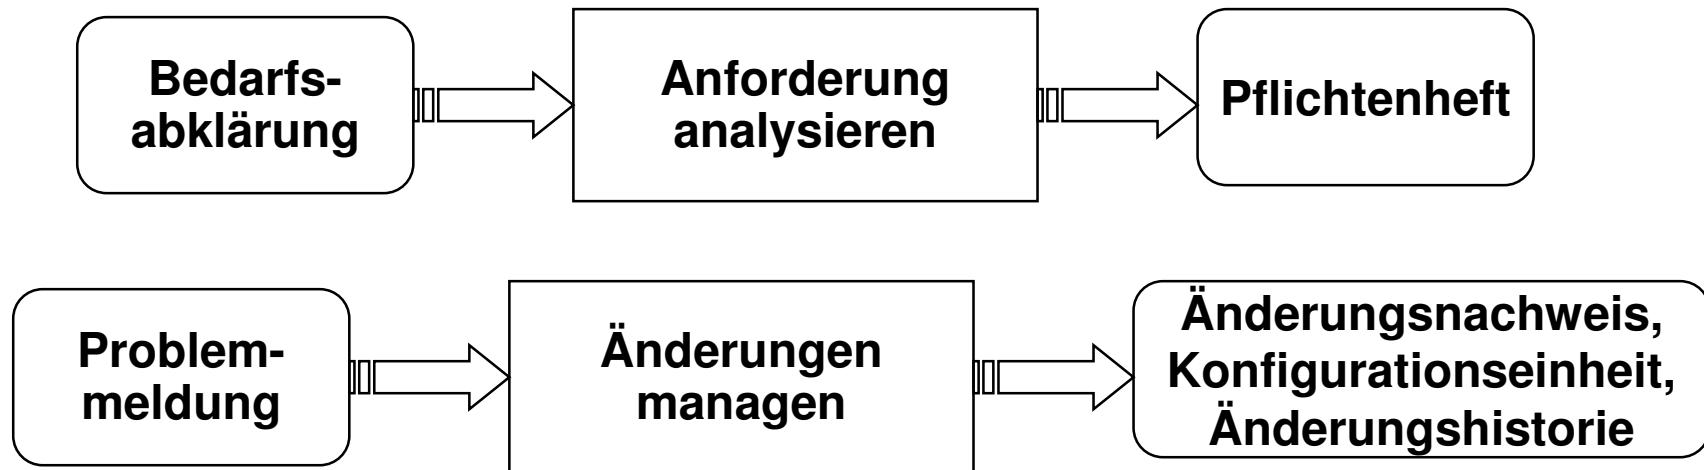 Bedarfs-
abklärung
Anforderung
analysieren
Pflichtenheft
Problem-
meldung
Änderungen
managen
Änderungsnachweis,
Konfigurationseinheit,
Änderungshistorie